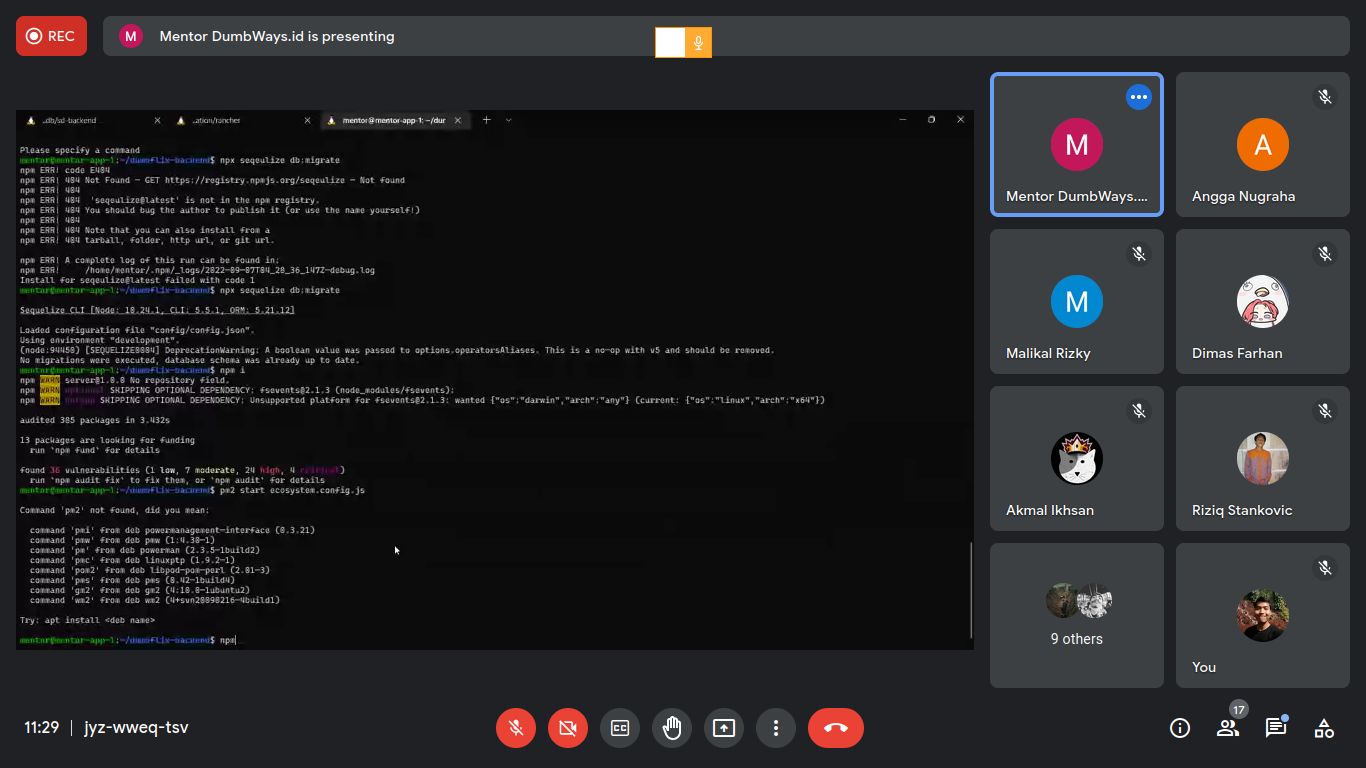 REC
M
Mentor DumbWays.id is presenting
..db/sd-backend
..ation/rancher
mentor@mentor-app-1: ~/dur
Please specify a command
mentor@mentor-app-1:~/dumbflix-backend$ npx seqeulize db:migrate
npm ERR! code E404
npm ERR! 404 Not Found - GET https://registry.npmjs.org/seqeulize - Not found
npm ERR! 404
npm ERR! 404  'seqeulize@latest' is not in the npm registry.
npm ERR! 404 You should bug the author to publish it (or use the name yourself!)
npm ERR! 404
npm ERR! 404 Note that you can also install from a
npm ERR! 404 tarball, folder, http url, or git url.
npm ERR! A complete log of this run can be found in:
npm ERR!     /home/mentor/.npm/_logs/2022-09-07T04_28_36_147Z-debug.log
Install for seqeulize@latest failed with code 1
mentor@mentor-app-1:~/dumbflix-backend$ npx sequelize db:migrate
Sequelize CLI [Node: 10.24.1, CLI: 5.5.1, ORM: 5.21.12]
Loaded configuration file "config/config.json".
Using environment "development".
(node:94450) [SEQUELIZE0004] DeprecationWarning: A boolean value was passed to options.operatorsAliases. This is a no-op with v5 and should be removed.
No migrations were executed, database schema was already up to date.
mentor@mentor-app-1:~/dumbflix-backend$ npm i
npm WARN server@1.0.0 No repository field.
npm WARN optional SKIPPING OPTIONAL DEPENDENCY: fsevents@2.1.3 (node_modules/fsevents):
npm WARN notsup SKIPPING OPTIONAL DEPENDENCY: Unsupported platform for fsevents@2.1.3: wanted {"os":"darwin","arch":"any"} (current: {"os":"linux","arch":"x64"})
audited 385 packages in 3.432s
13 packages are looking for funding
run `npm fund` for details
found 36 vulnerabilities (1 low, 7 moderate, 24 high, 4 critical)
run `npm audit fix` to fix them, or `npm audit` for details
mentor@mentor-app-1:~/dumbflix-backend$ pm2 start ecosystem.config.js
Command 'pm2' not found, did you mean:
command 'pmi' from deb powermanagement-interface (0.3.21)
command 'pmw' from deb pmw (1:4.30-1)
command 'pm' from deb powerman (2.3.5-1build2)
command 'pmc' from deb linuxptp (1.9.2-1)
command 'pom2' from deb libpod-pom-perl (2.01-3)
command 'pms' from deb pms (0.42-1build4)
command 'gm2' from deb gm2 (4:10.0-1ubuntu2)
command 'wm2' from deb wm2 (4+svn20090216-4build1)
Try: apt install <deb name>
mentor@mentor-app-1:~/dumbflix-backend$ npm
M
Mentor DumbWays....
A
Angga Nugraha
M
Malikal Rizky
Dimas Farhan
Akmal Ikhsan
Riziq Stankovic
9 others
You
11:29 | jyz-wweq-tsv
CC
17